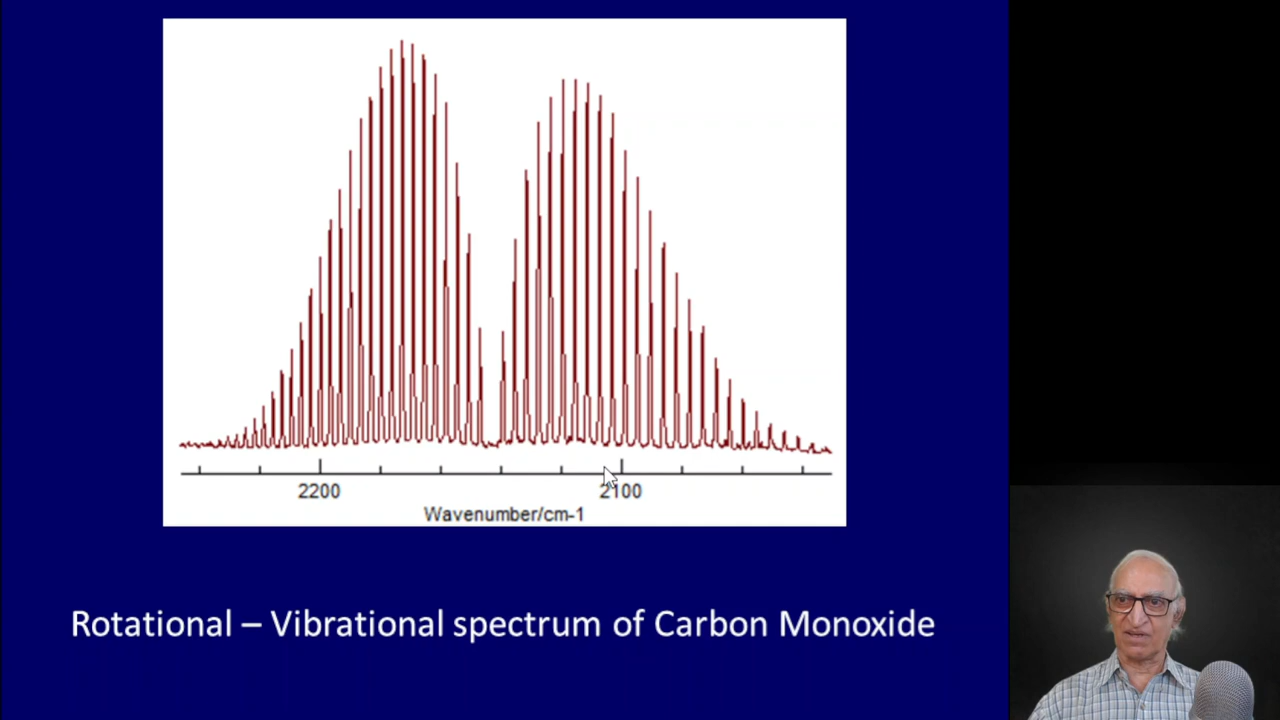 2200 2100
Wavenumber/cm-1
Rotational – Vibrational spectrum of Carbon Monoxide